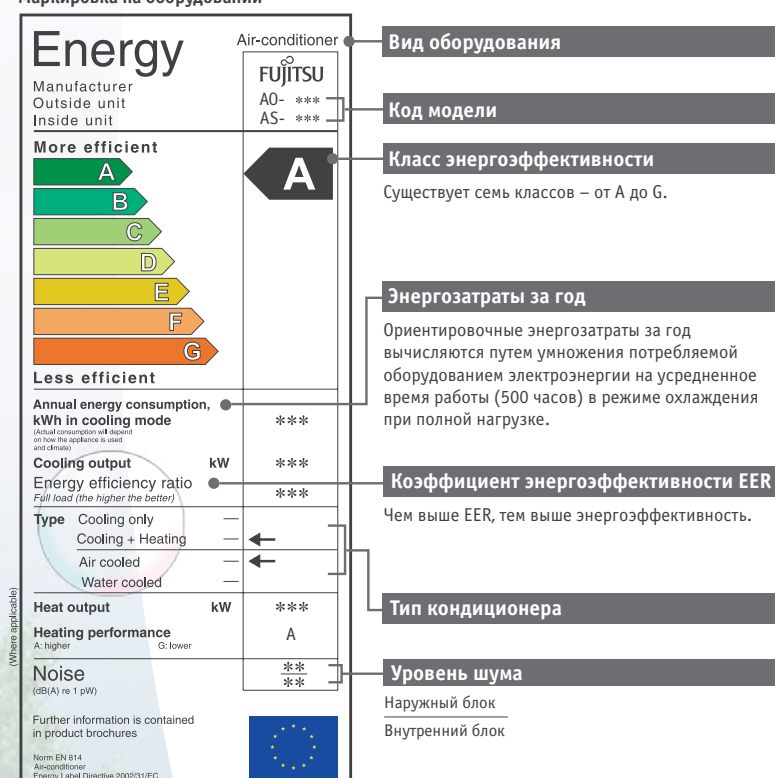 Маркировка на оборудовании
Energy
Air-conditioner
Manufacturer
Outside unit
Inside unit
FUJITSU
AO- ***
AS- ***
More efficient
A
B
C
D
E
F
G
Less efficient
A
Annual energy consumption,
kWh in cooling mode ***
(Actual consumption will depend
on how the appliance is used
and climate)
Cooling output kW ***
Energy efficiency ratio
Full load (the higher the better) ***
Type Cooling only —
Cooling + Heating —
Air cooled —
Water cooled —
Heat output kW ***
Heating performance A
A: higher G: lower
(Where applicable)
Noise **
(dB(A) re 1 pW) **
Further information is contained
in product brochures
Norm EN 814
Air-conditioner
Energy Label Directive 2002/31/EC
Вид оборудования
Код модели
Класс энергоэффективности
Существует семь классов – от A до G.
Энергозатраты за год
Ориентировочные энергозатраты за год
вычисляются путем умножения потребляемой
оборудованием электроэнергии на усредненное
время работы (500 часов) в режиме охлаждения
при полной нагрузке.
Коэффициент энергоэффективности EER
Чем выше EER, тем выше энергоэффективность.
Тип кондиционера
Уровень шума
Наружный блок
Внутренний блок